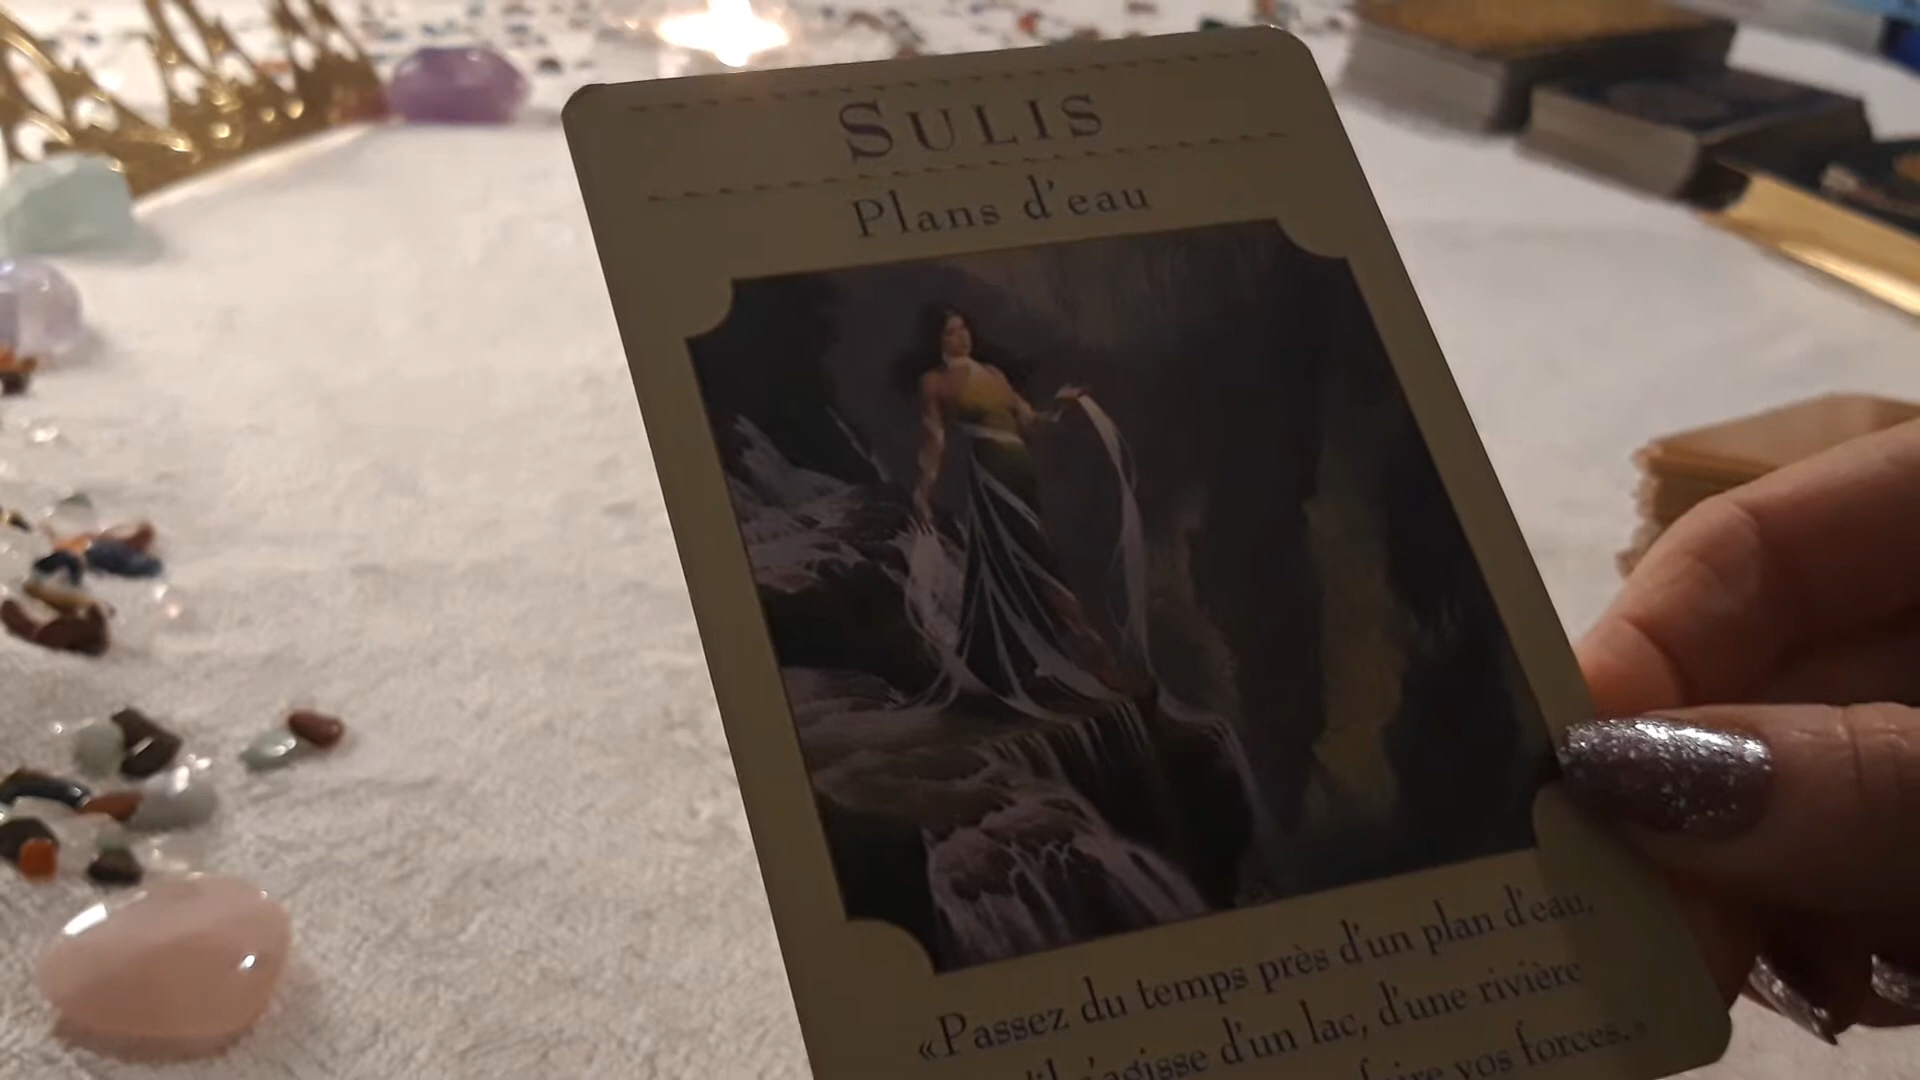 SULIS
Plans d'eau
«Passez du temps près d'un plan d'eau,
d'un lac, d'une rivière
vos forces.»